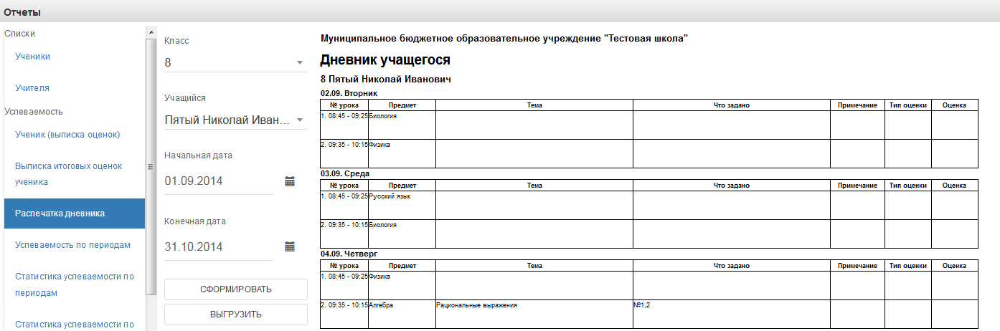 Отчеты
Списки
Ученики
Учителя
Успеваемость
Ученик (выписка оценок)
Выписка итоговых оценок
ученика
Распечатка дневника
Успеваемость по периодам
Статистика успеваемости по
периодам
Статистика успеваемости по
Класс
8
Учащийся
Пятый Николай Иван...
Начальная дата
01.09.2014
Конечная дата
31.10.2014
СФОРМИРОВАТЬ
ВЫГРУЗИТЬ
Муниципальное бюджетное образовательное учреждение "Тестовая школа"
Дневник учащегося
8 Пятый Николай Иванович
02.09. Вторник
№ урока Предмет Тема Что задано Примечание Тип оценки Оценка
1. 08:45 - 09:25 Биология
2. 09:35 - 10:15 Физика
03.09. Среда
№ урока Предмет Тема Что задано Примечание Тип оценки Оценка
1. 08:45 - 09:25 Русский язык
2. 09:35 - 10:15 Биология
04.09. Четверг
№ урока Предмет Тема Что задано Примечание Тип оценки Оценка
1. 08:45 - 09:25 Физика
2. 09:35 - 10:15 Алгебра Рациональные выражения №1,2